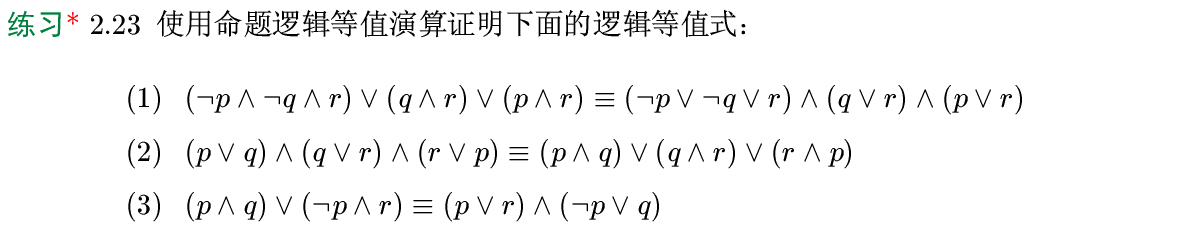 练习* 2.23 使用命题逻辑等值演算证明下面的逻辑等值式：
(1) (¬p ∧ ¬q ∧ r) ∨ (q ∧ r) ∨ (p ∧ r) ≡ (¬p ∨ ¬q ∨ r) ∧ (q ∨ r) ∧ (p ∨ r)
(2) (p ∨ q) ∧ (q ∨ r) ∧ (r ∨ p) ≡ (p ∧ q) ∨ (q ∧ r) ∨ (r ∧ p)
(3) (p ∧ q) ∨ (¬p ∧ r) ≡ (p ∨ r) ∧ (¬p ∨ q)